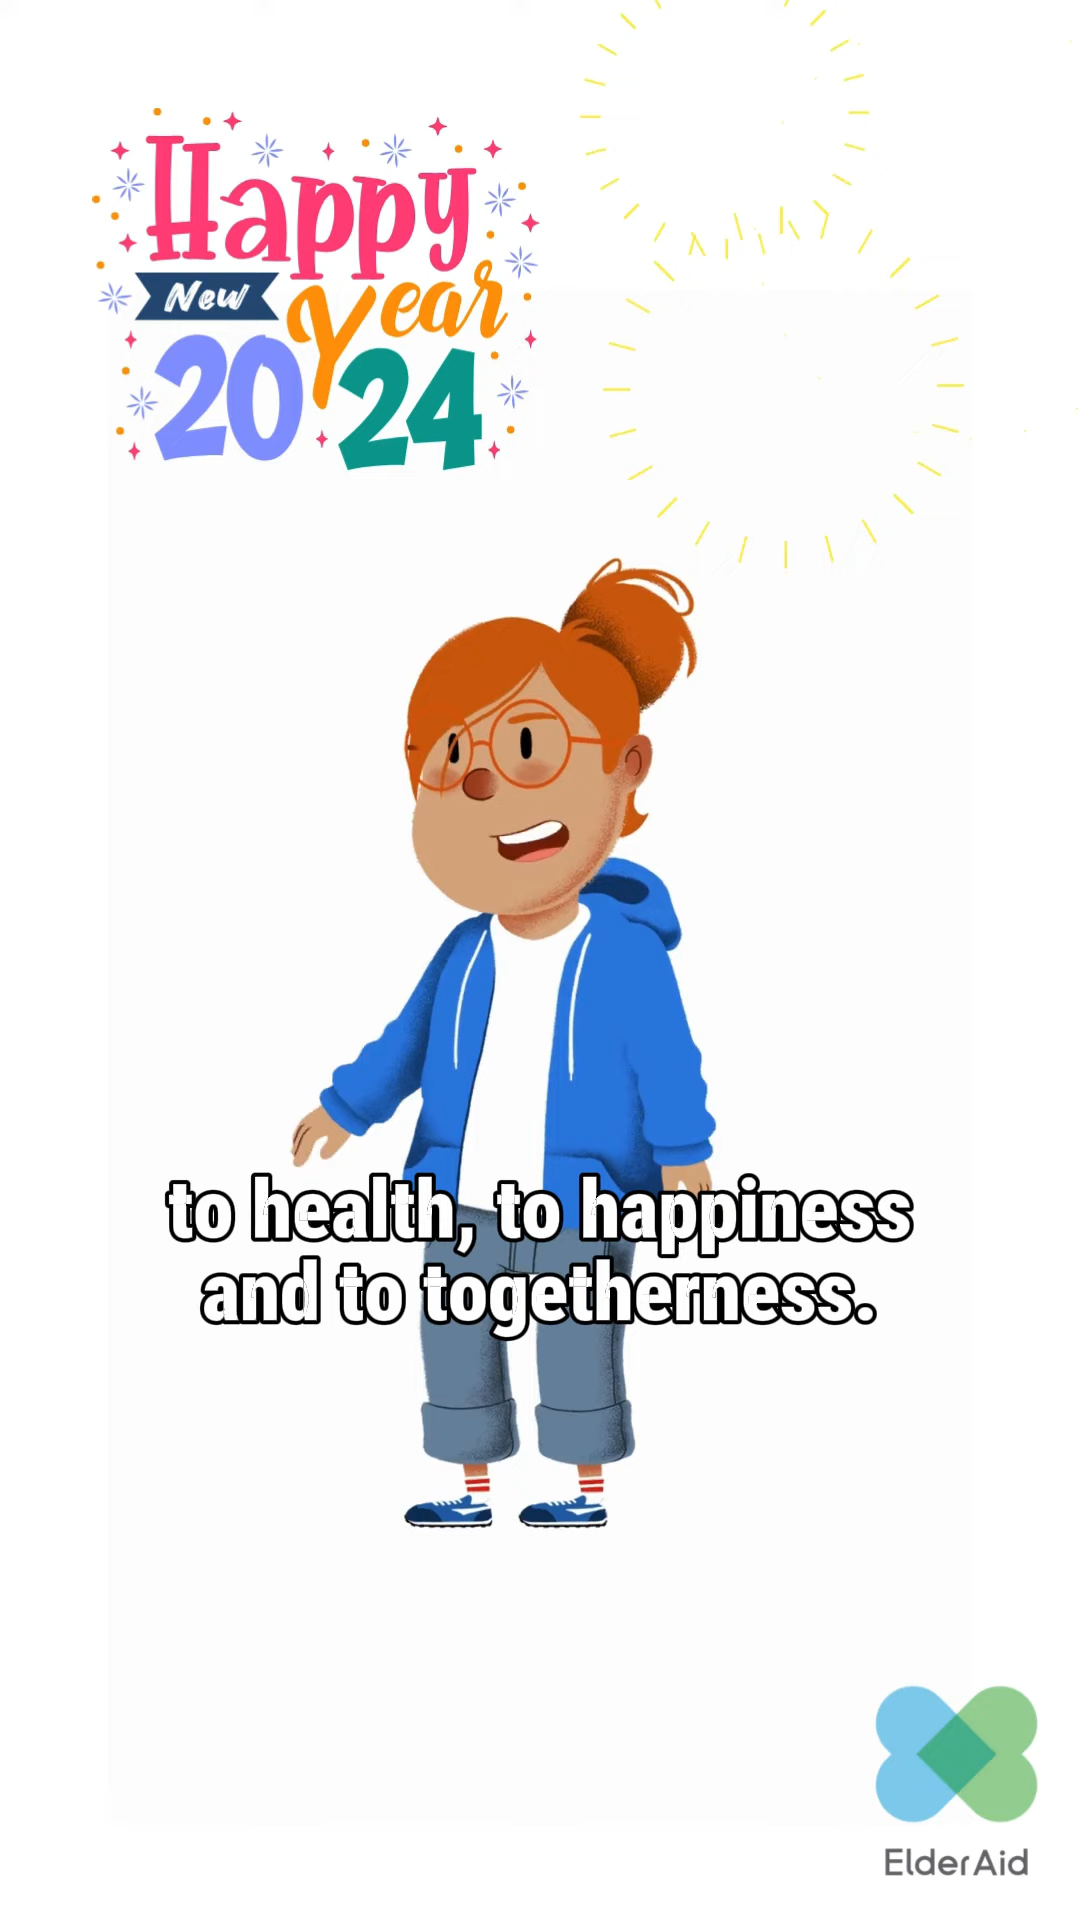 Happy
New Year
2024
to health, to happiness
and to togetherness.
ElderAid